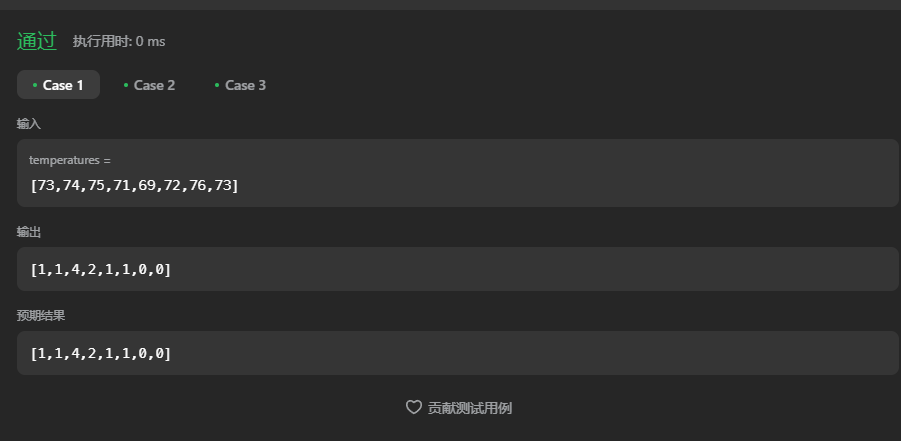 通过 执行用时: 0 ms
Case 1 Case 2 Case 3
输入
temperatures =
[73,74,75,71,69,72,76,73]
输出
[1,1,4,2,1,1,0,0]
预期结果
[1,1,4,2,1,1,0,0]
贡献测试用例